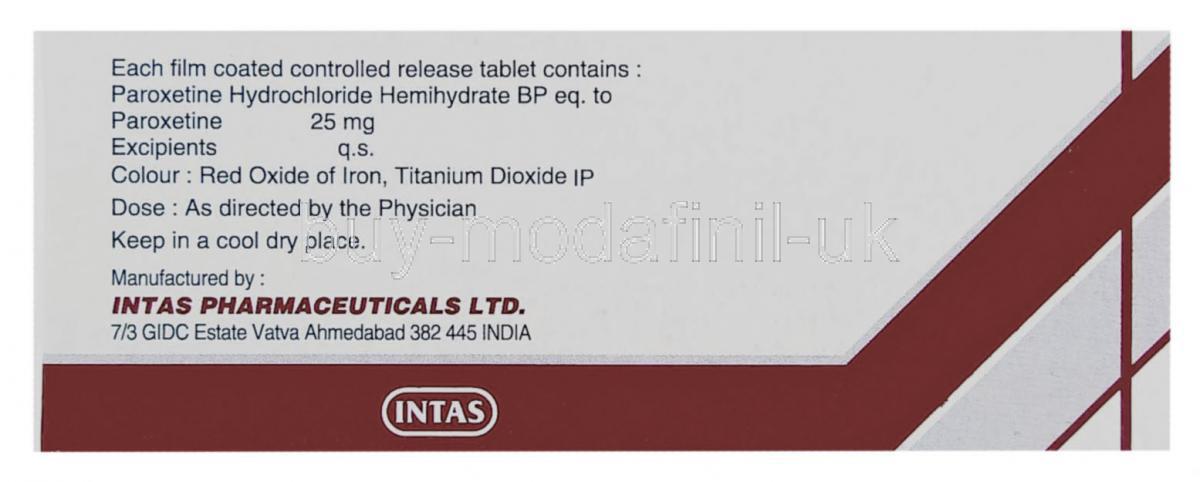 Each film coated controlled release tablet contains :
Paroxetine Hydrochloride Hemihydrate BP eq. to
Paroxetine 25 mg
Excipients q.s.
Colour : Red Oxide of Iron, Titanium Dioxide IP
Dose : As directed by the Physician
buy-modafinil-uk
Keep in a cool dry place.
Manufactured by :
INTAS PHARMACEUTICALS LTD.
7/3 GIDC Estate Vatva Ahmedabad 382 445 INDIA
INTAS